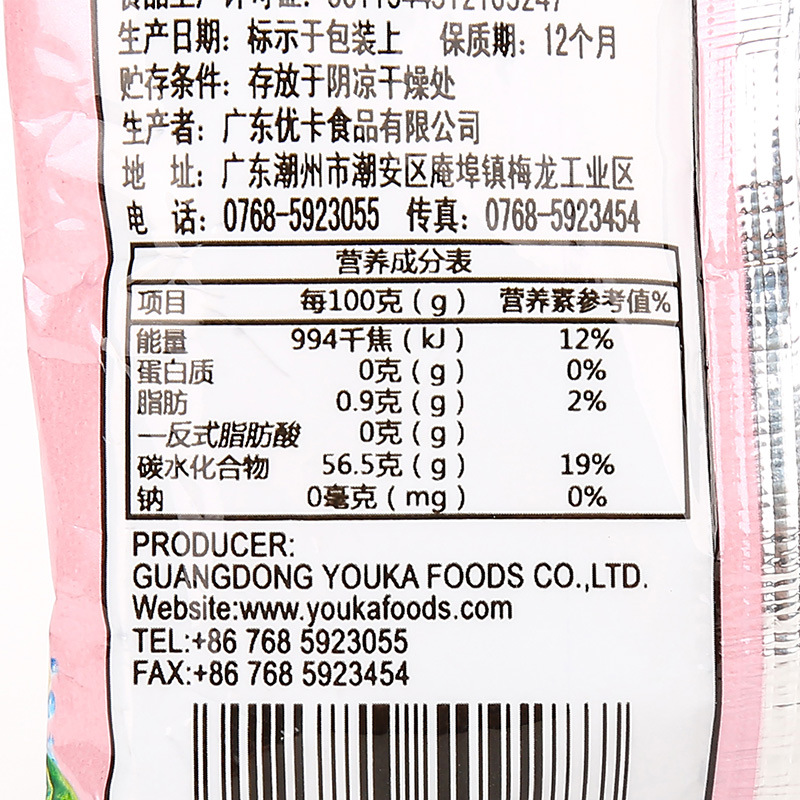 生产日期：标示于包装上 保质期：12个月
贮存条件：存放于阴凉干燥处
生产者：广东优卡食品有限公司
地 址：广东潮州市潮安区庵埠镇梅龙工业区
电 话：0768-5923055 传真：0768-5923454
营养成分表
项目 每100克(g) 营养素参考值%
能量 994千焦(kJ) 12%
蛋白质 0克(g) 0%
脂肪 0.9克(g) 2%
—反式脂肪酸 0克(g)
碳水化合物 56.5克(g) 19%
钠 0毫克(mg) 0%
PRODUCER:
GUANGDONG YOUKA FOODS CO.,LTD.
Website:www.youkafoods.com
TEL:+86 768 5923055
FAX:+86 768 5923454